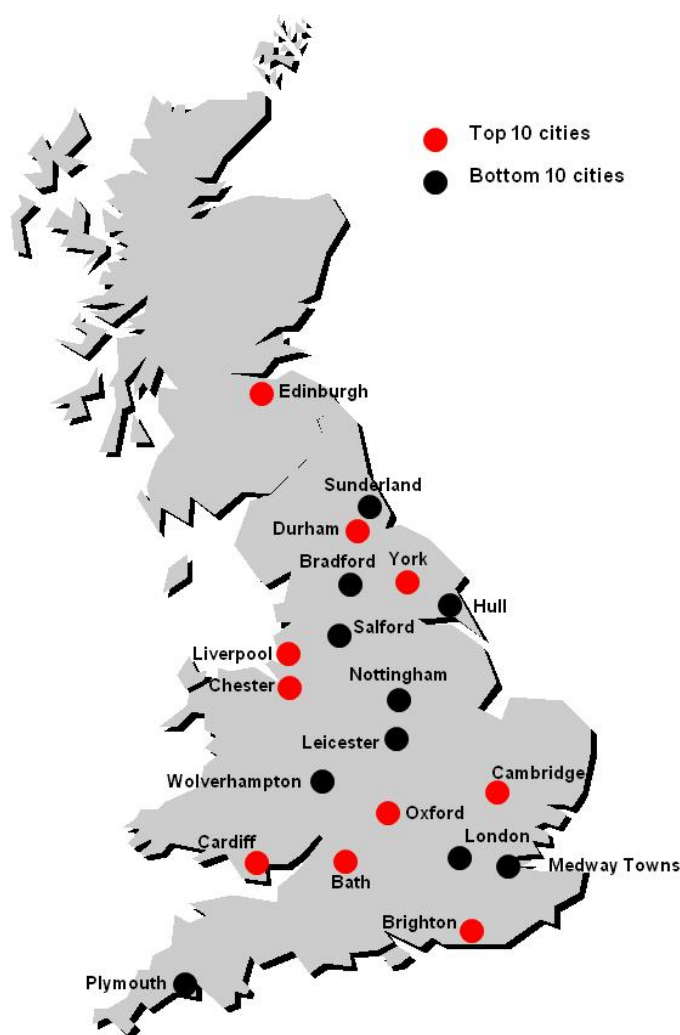 Top 10 cities
Bottom 10 cities
Edinburgh
Sunderland
Durham
Bradford
York
Hull
Salford
Liverpool
Nottingham
Chester
Leicester
Cambridge
Wolverhampton
Oxford
Cardiff
London
Medway Towns
Bath
Brighton
Plymouth